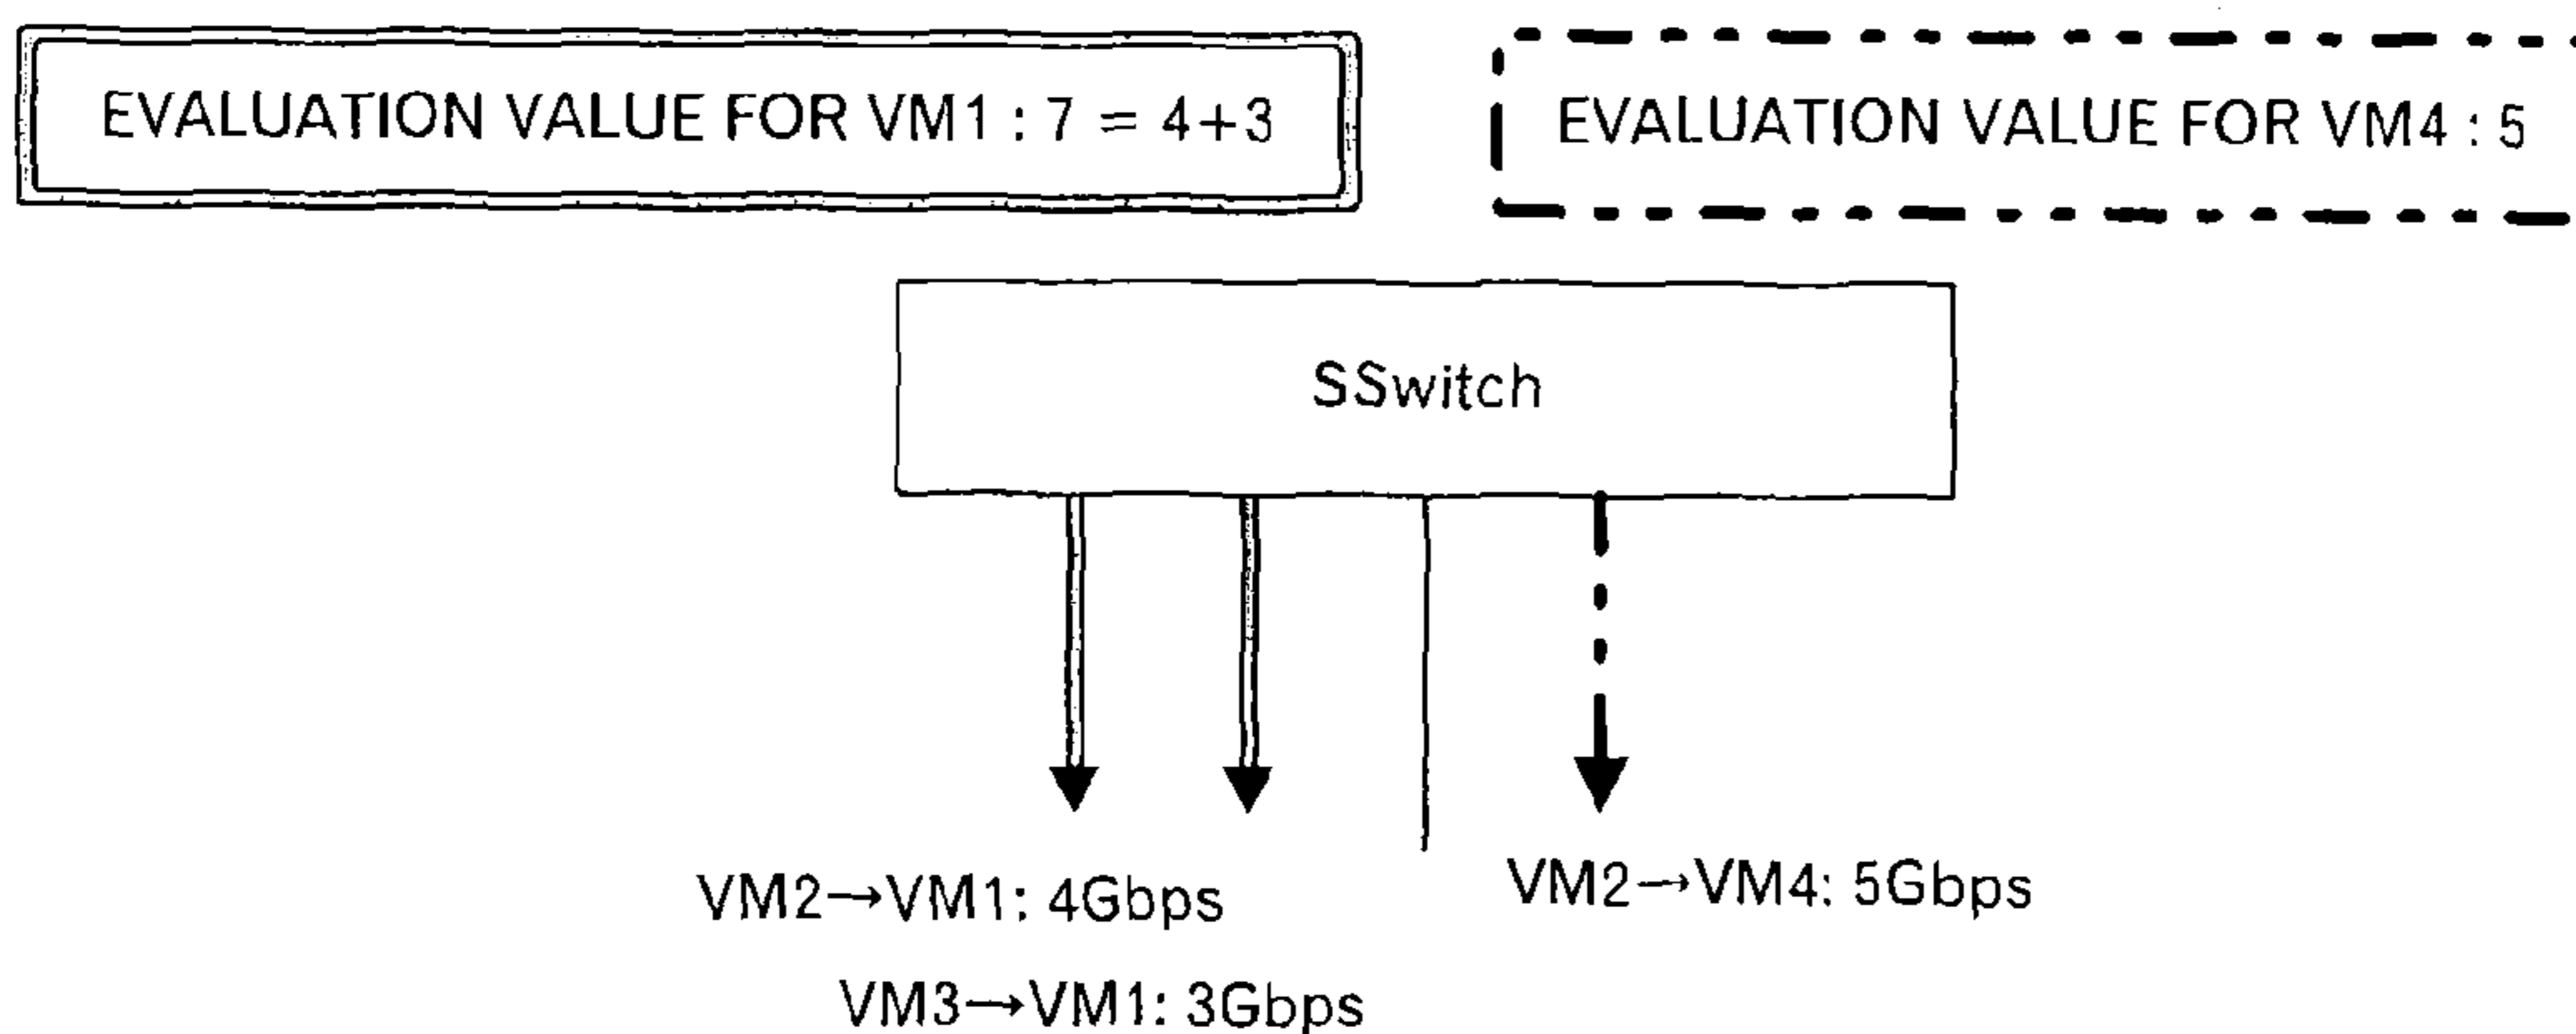 EVALUATION VALUE FOR VM1 : 7 = 4+3
EVALUATION VALUE FOR VM4 : 5
SSwitch
VM2→VM1: 4Gbps
VM2→VM4: 5Gbps
VM3→VM1: 3Gbps